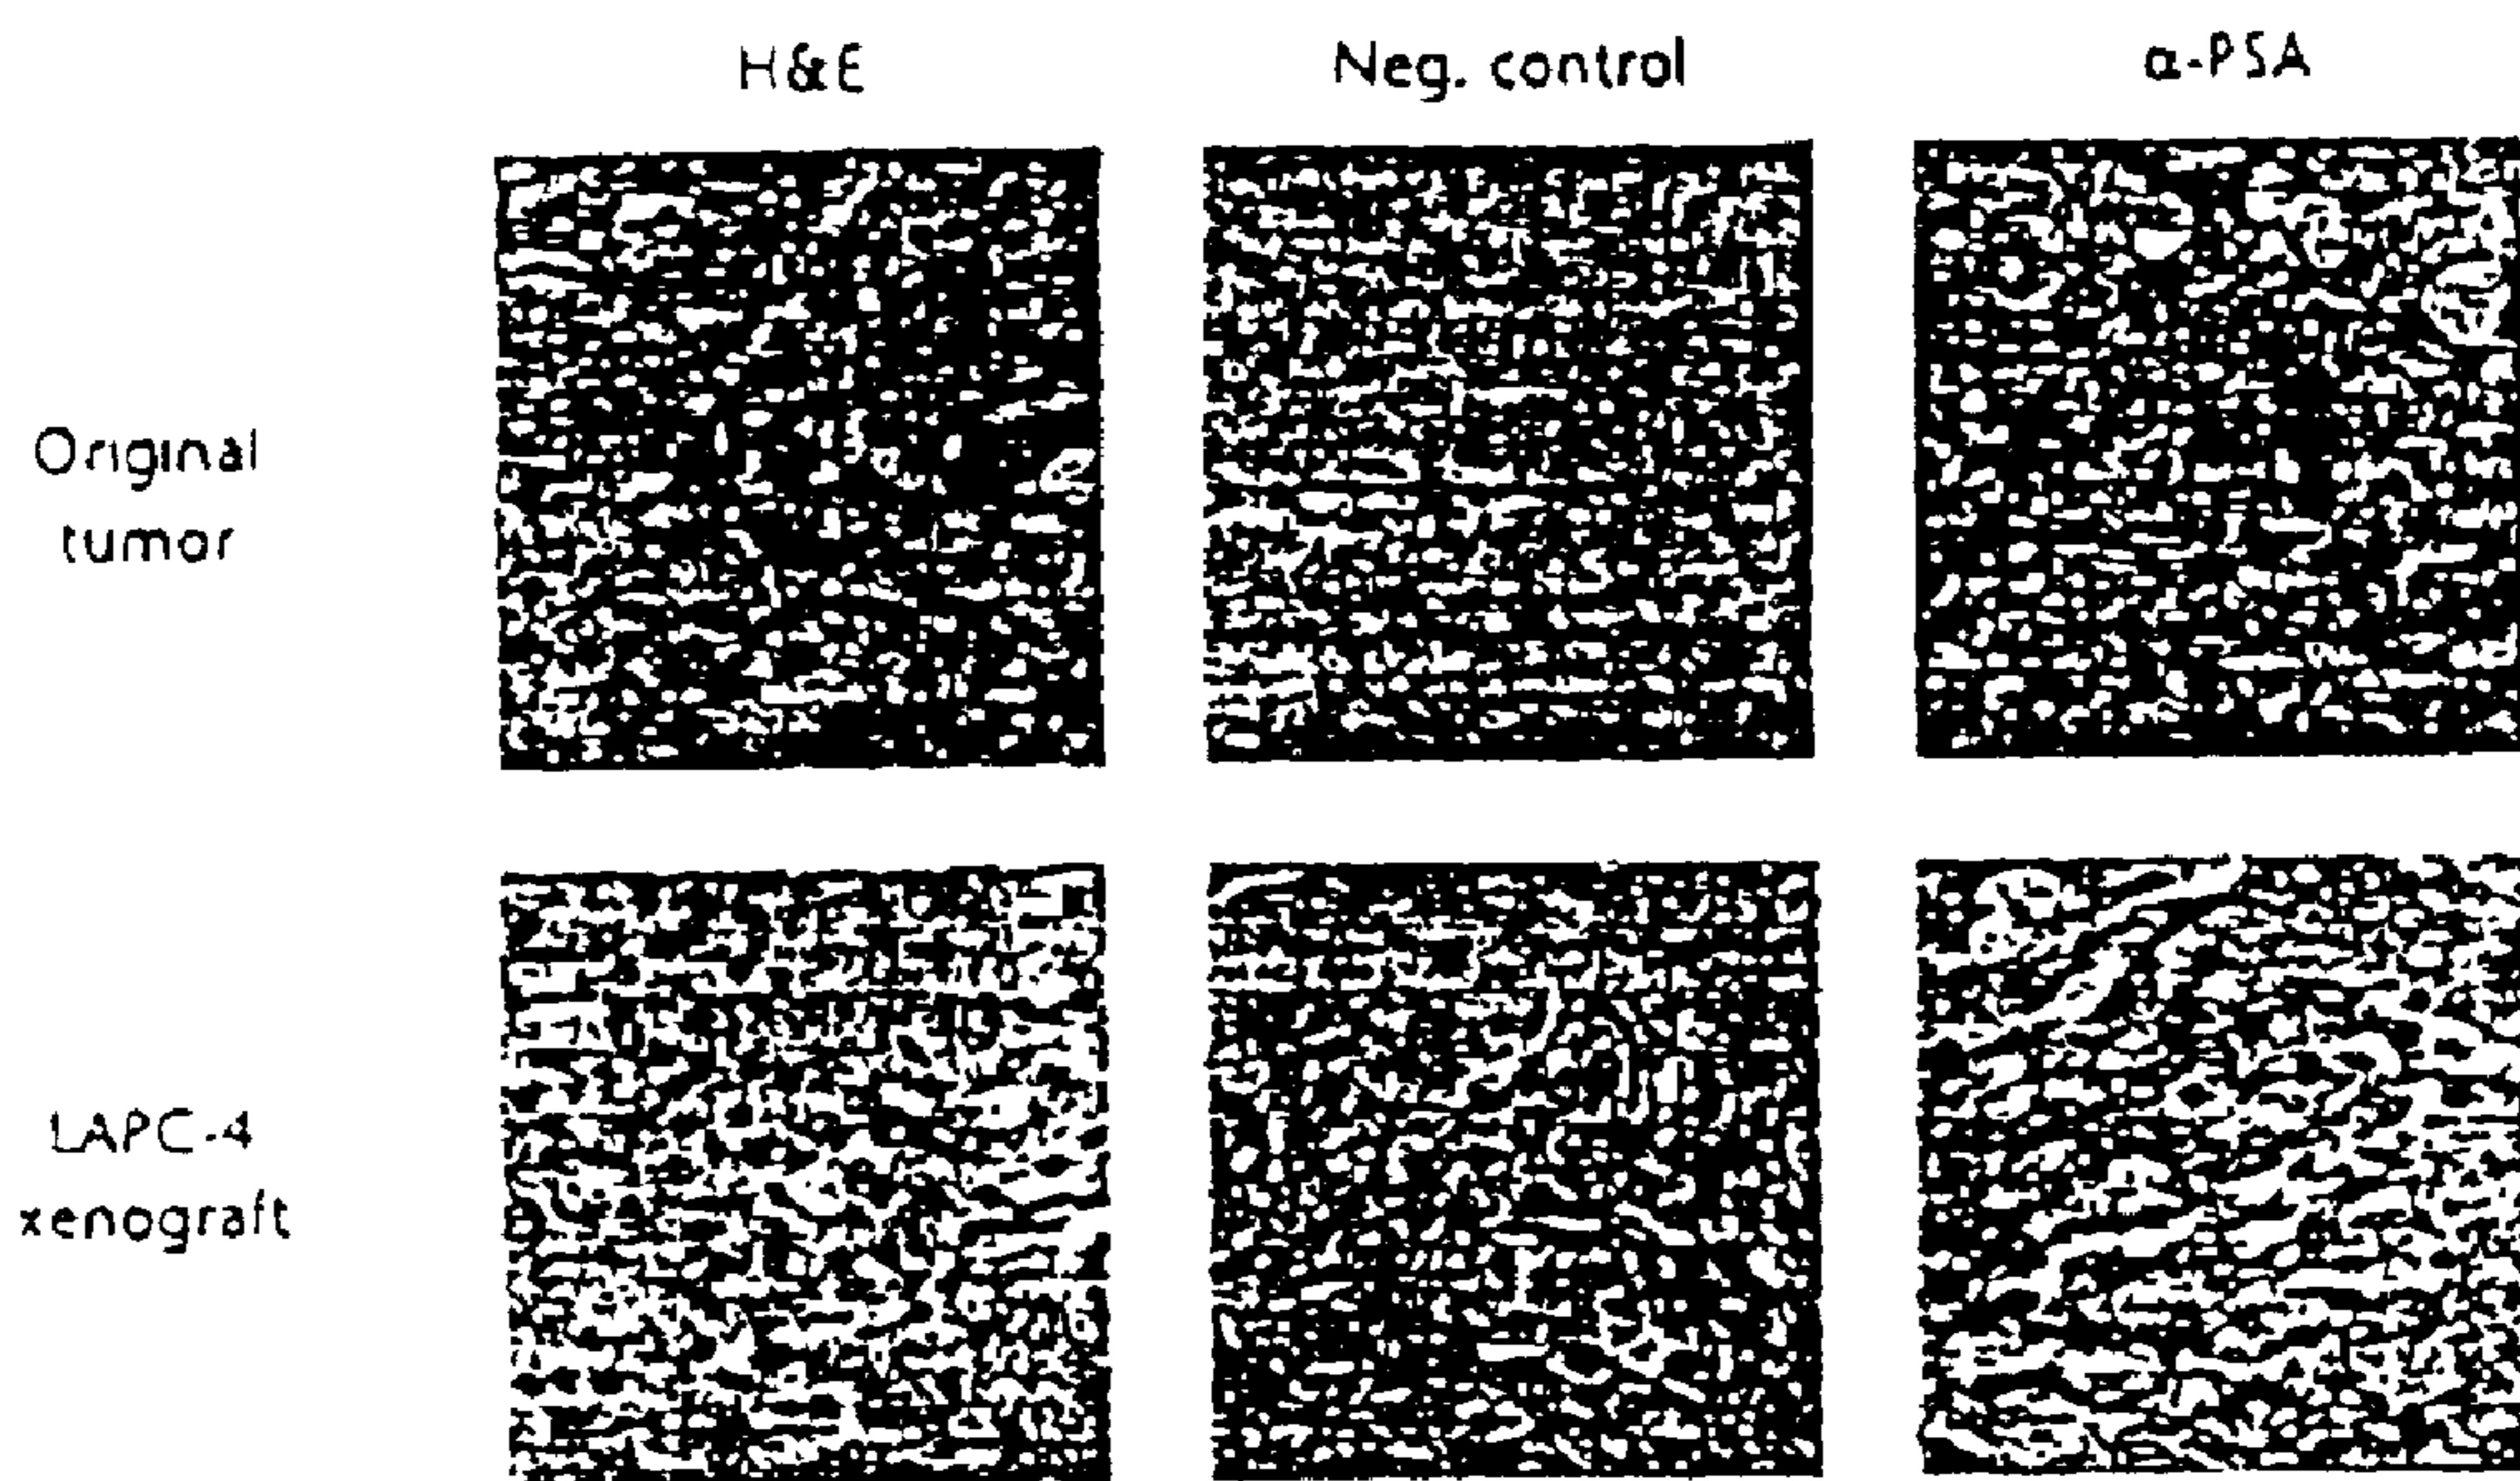 H&E
Neg. control
α-PSA
Original
tumor
LAPC-4
xenograft